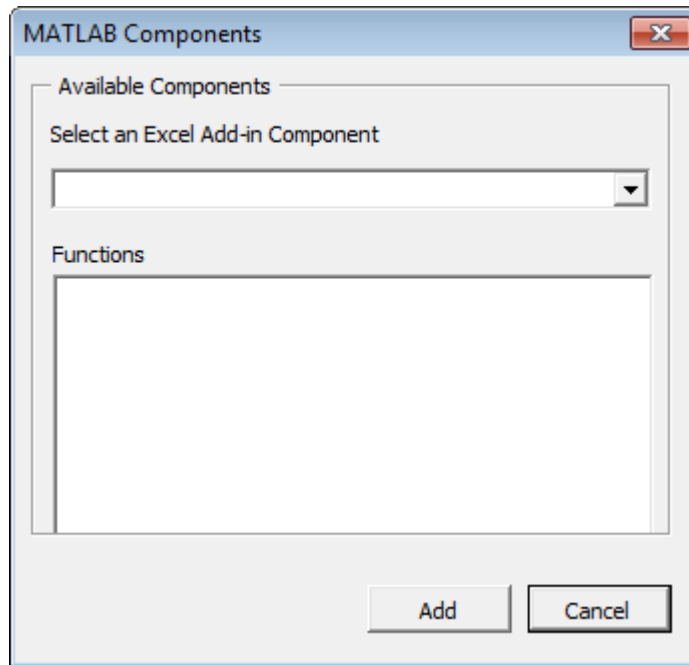 MATLAB Components
Available Components
Select an Excel Add-in Component
Functions
Add
Cancel